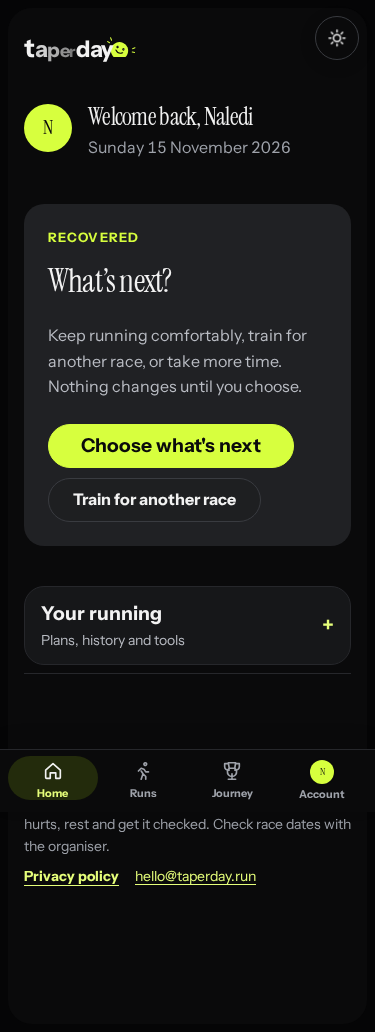 taperday
N
Welcome back, Naledi
Sunday 15 November 2026
RECOVERED
What's next?
Keep running comfortably, train for
another race, or take more time.
Nothing changes until you choose.
Choose what's next
Train for another race
Your running
Plans, history and tools
+
N
Home
Runs
Journey
Account
hurts, rest and get it checked. Check race dates with
the organiser.
Privacy policy
hello@taperday.run